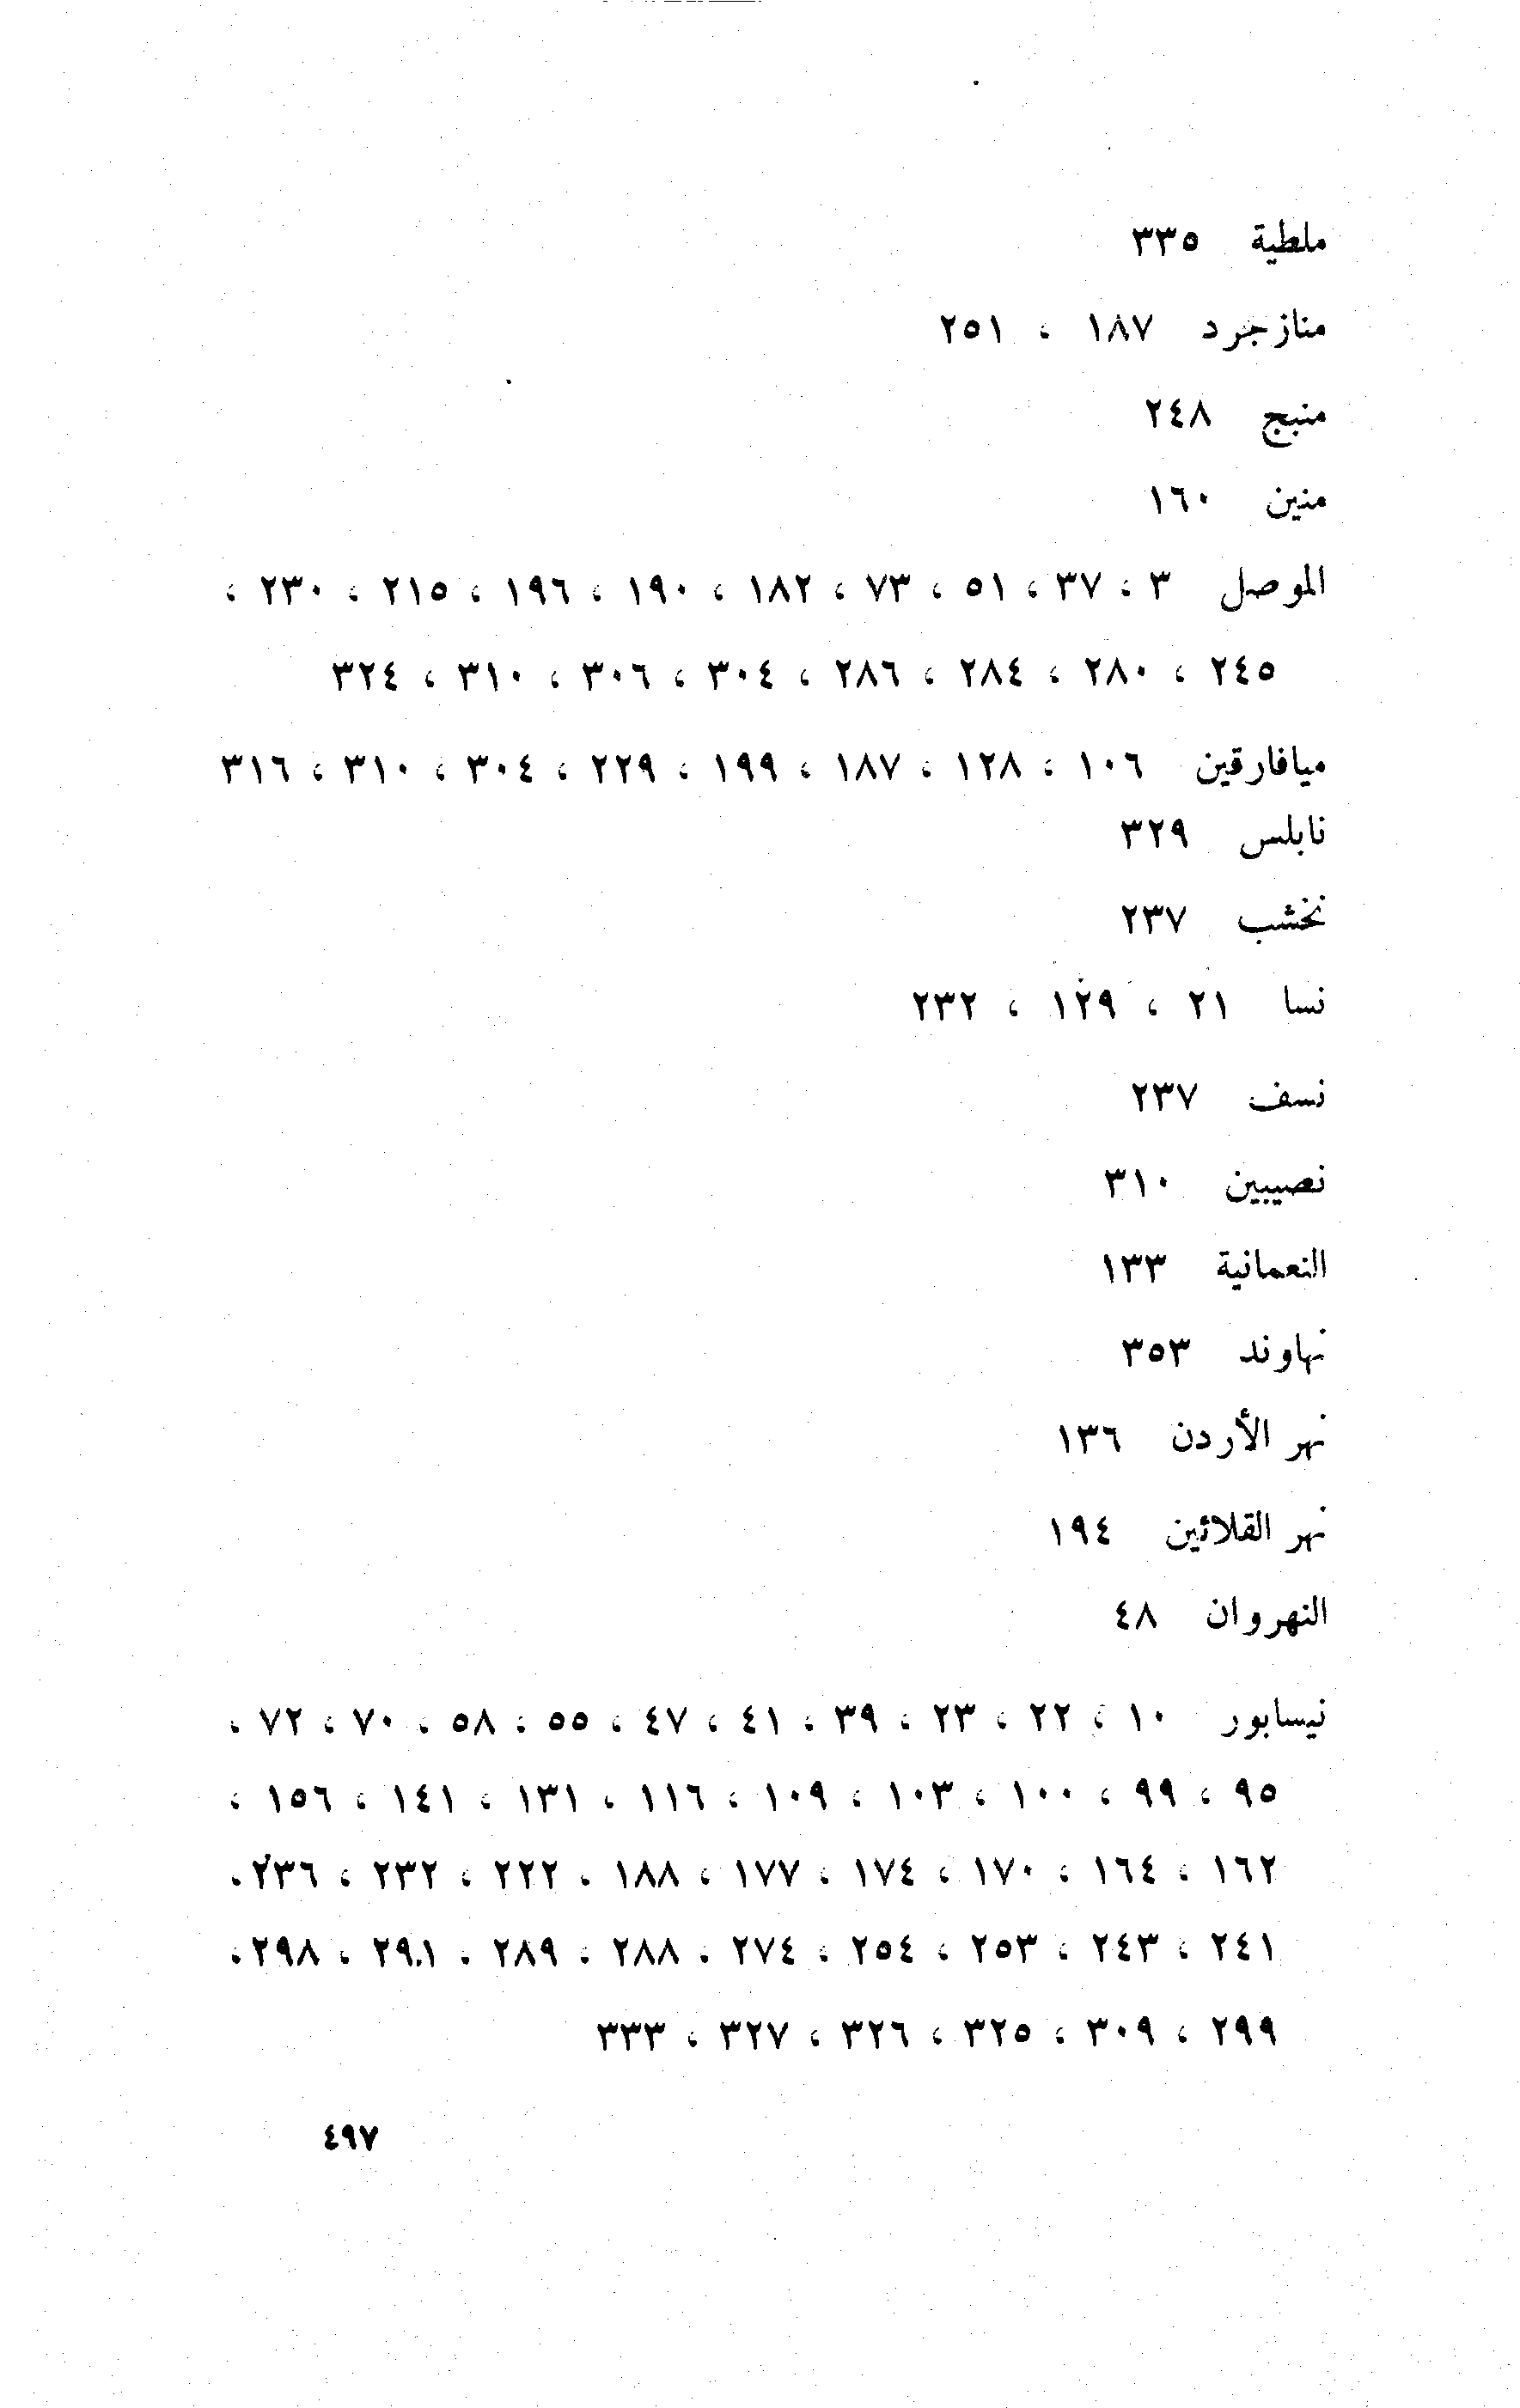 ملطية ٣٣٥
منازجرد ١٨٧ ، ٢٥١
منبج ٢٤٨
منين ١٦٠
الموصل ٣ ، ٣٧ ، ٥١ ، ٧٣ ، ١٨٢ ، ١٩٠ ، ١٩٦ ، ٢١٥ ، ٢٣٠ ،
٢٤٥ ، ٢٨٠ ، ٢٨٤ ، ٢٨٦ ، ٣٠٤ ، ٣٠٦ ، ٣١٠ ، ٣٢٤
ميافارقين ١٠٦ ، ١٢٨ ، ١٨٧ ، ١٩٩ ، ٢٢٩ ، ٣٠٤ ، ٣١٠ ، ٣١٦
نابلس ٣٢٩
نخشب ٢٣٧
نسا ٢١ ، ١٢٩ ، ٢٣٢
نسف ٢٣٧
نصيبين ٣١٠
النعمانية ١٣٣
نهاوند ٣٥٣
نهر الأردن ١٣٦
نهر القلائين ١٩٤
النهروان ٤٨
نيسابور ١٠ ، ٢٢ ، ٢٣ ، ٣٩ ، ٤١ ، ٤٧ ، ٥٥ ، ٥٨ ، ٧٠ ، ٧٢ ،
٩٥ ، ٩٩ ، ١٠٠ ، ١٠٣ ، ١٠٩ ، ١١٦ ، ١٣١ ، ١٤١ ، ١٥٦ ،
١٦٢ ، ١٦٤ ، ١٧٠ ، ١٧٤ ، ١٧٧ ، ١٨٨ ، ٢٢٢ ، ٢٣٢ ، ٢٣٦ ،
٢٤١ ، ٢٤٣ ، ٢٥٣ ، ٢٥٤ ، ٢٧٤ ، ٢٨٨ ، ٢٨٩ ، ٢٩١ ، ٢٩٨ ،
٢٩٩ ، ٣٠٩ ، ٣٢٥ ، ٣٢٦ ، ٣٢٧ ، ٣٣٣
٤٩٧